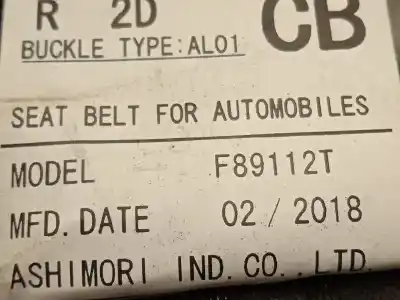 R 2D
CB
BUCKLE TYPE:AL01
SEAT BELT FOR AUTOMOBILES
MODEL F89112T
MFD. DATE 02/2018
ASHIMORI IND. CO.,LTD.